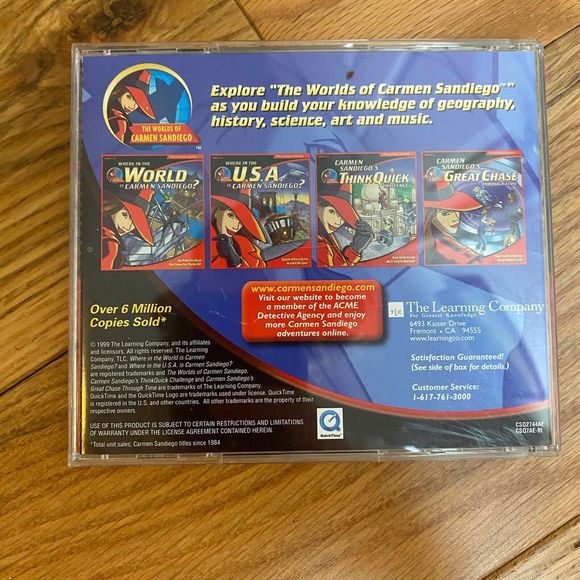 THE WORLDS OF
CARMEN SANDIEGO
TM
Explore "The Worlds of Carmen Sandiego™"
as you build your knowledge of geography,
history, science, art and music.
WHERE IN THE
WORLD
IS CARMEN SANDIEGO?
WHERE IN THE
U.S.A.
IS CARMEN SANDIEGO?
CARMEN
SANDIEGO'S
THINKQUICK
CHALLENGE
CARMEN
SANDIEGO'S
GREAT CHASE
THROUGH TIME
Over 6 Million
Copies Sold*
www.carmensandiego.com
Visit our website to become
a member of the ACME
Detective Agency and enjoy
more Carmen Sandiego
adventures online.
TLC
The Learning Company
For Greater Knowledge
6493 Kaiser Drive
Fremont • CA 94555
www.learningco.com
Satisfaction Guaranteed!
(See side of box for details.)
Customer Service:
1-617-761-3000
© 1999 The Learning Company, and its affiliates
and licensors. All rights reserved. The Learning
Company, TLC, Where in the World is Carmen
Sandiego? and Where in the U.S.A. is Carmen Sandiego?
are registered trademarks and The Worlds of Carmen Sandiego,
Carmen Sandiego's ThinkQuick Challenge and Carmen Sandiego's
Great Chase Through Time are trademarks of The Learning Company.
QuickTime and the QuickTime Logo are trademarks used under license. QuickTime
is registered in the U.S. and other countries. All other trademarks are the property of their
respective owners.
USE OF THIS PRODUCT IS SUBJECT TO CERTAIN RESTRICTIONS AND LIMITATIONS
OF WARRANTY UNDER THE LICENSE AGREEMENT CONTAINED HEREIN.
*Total unit sales; Carmen Sandiego titles since 1984
QuickTime™
CSO2744AE
CSQ7AE-BI